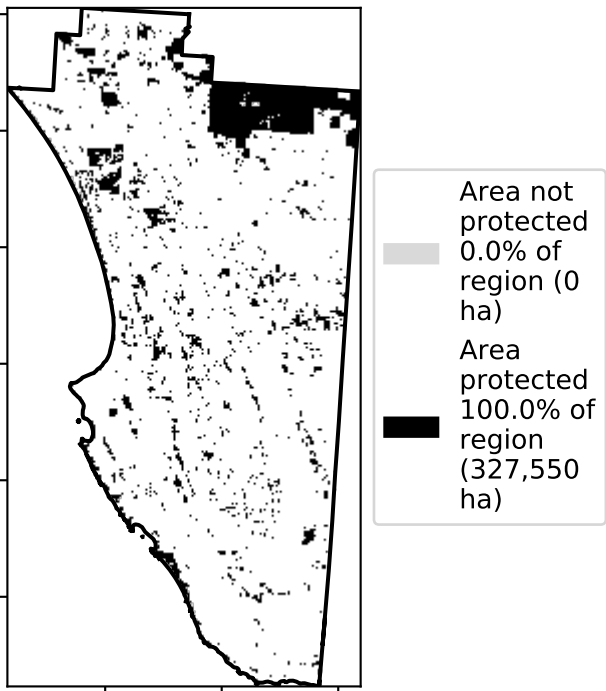 Area not
protected
0.0% of
region (0
ha)
Area
protected
100.0% of
region
(327,550
ha)